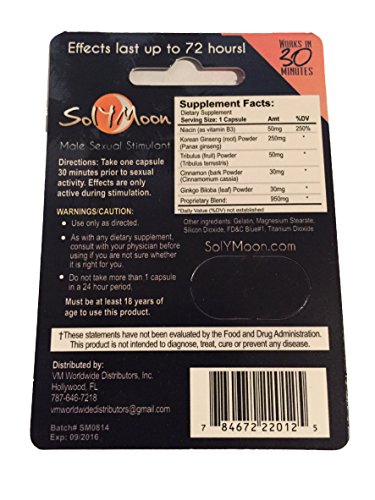 Effects last up to 72 hours!
WORKS IN
30
MINUTES
SolYMoon
Male Sexual Stimulant
Directions: Take one capsule
30 minutes prior to sexual
activity. Effects are only
active during stimulation.
WARNINGS/CAUTION:
• Use only as directed.
• As with any dietary supplement,
consult with your physician before
using if you are not sure whether
it is right for you.
• Do not take more than 1 capsule
in a 24 hour period.
Must be at least 18 years of
age to use this product.
Supplement Facts:
Dietary Supplement
Serving Size: 1 Capsule Amt %DV
Niacin (as vitamin B3) 50mg 250%
Korean Ginseng (root) Powder 250mg *
(Panax ginseng)
Tribulus (fruit) Powder 50mg *
(Tribulus terrustris)
Cinnamon (bark) Powder 30mg *
(Cinnamomum cassia)
Ginkgo Biloba (leaf) Powder 30mg *
Proprietary Blend: 950mg *
*Daily Value (%DV) not established
Other ingredients: Gelatin, Magnesium Stearate,
Silicon Dioxide, FD&C Blue#1, Titanium Dioxide
SolYMoon.com
†These statements have not been evaluated by the Food and Drug Administration.
This product is not intended to diagnose, treat, cure or prevent any disease.
Distributed by:
VM Worldwide Distributors, Inc.
Hollywood, FL
787-646-7218
vmworldwidedistributors@gmail.com
Batch# SM0814
Exp: 09/2016
7 84672 22012 5